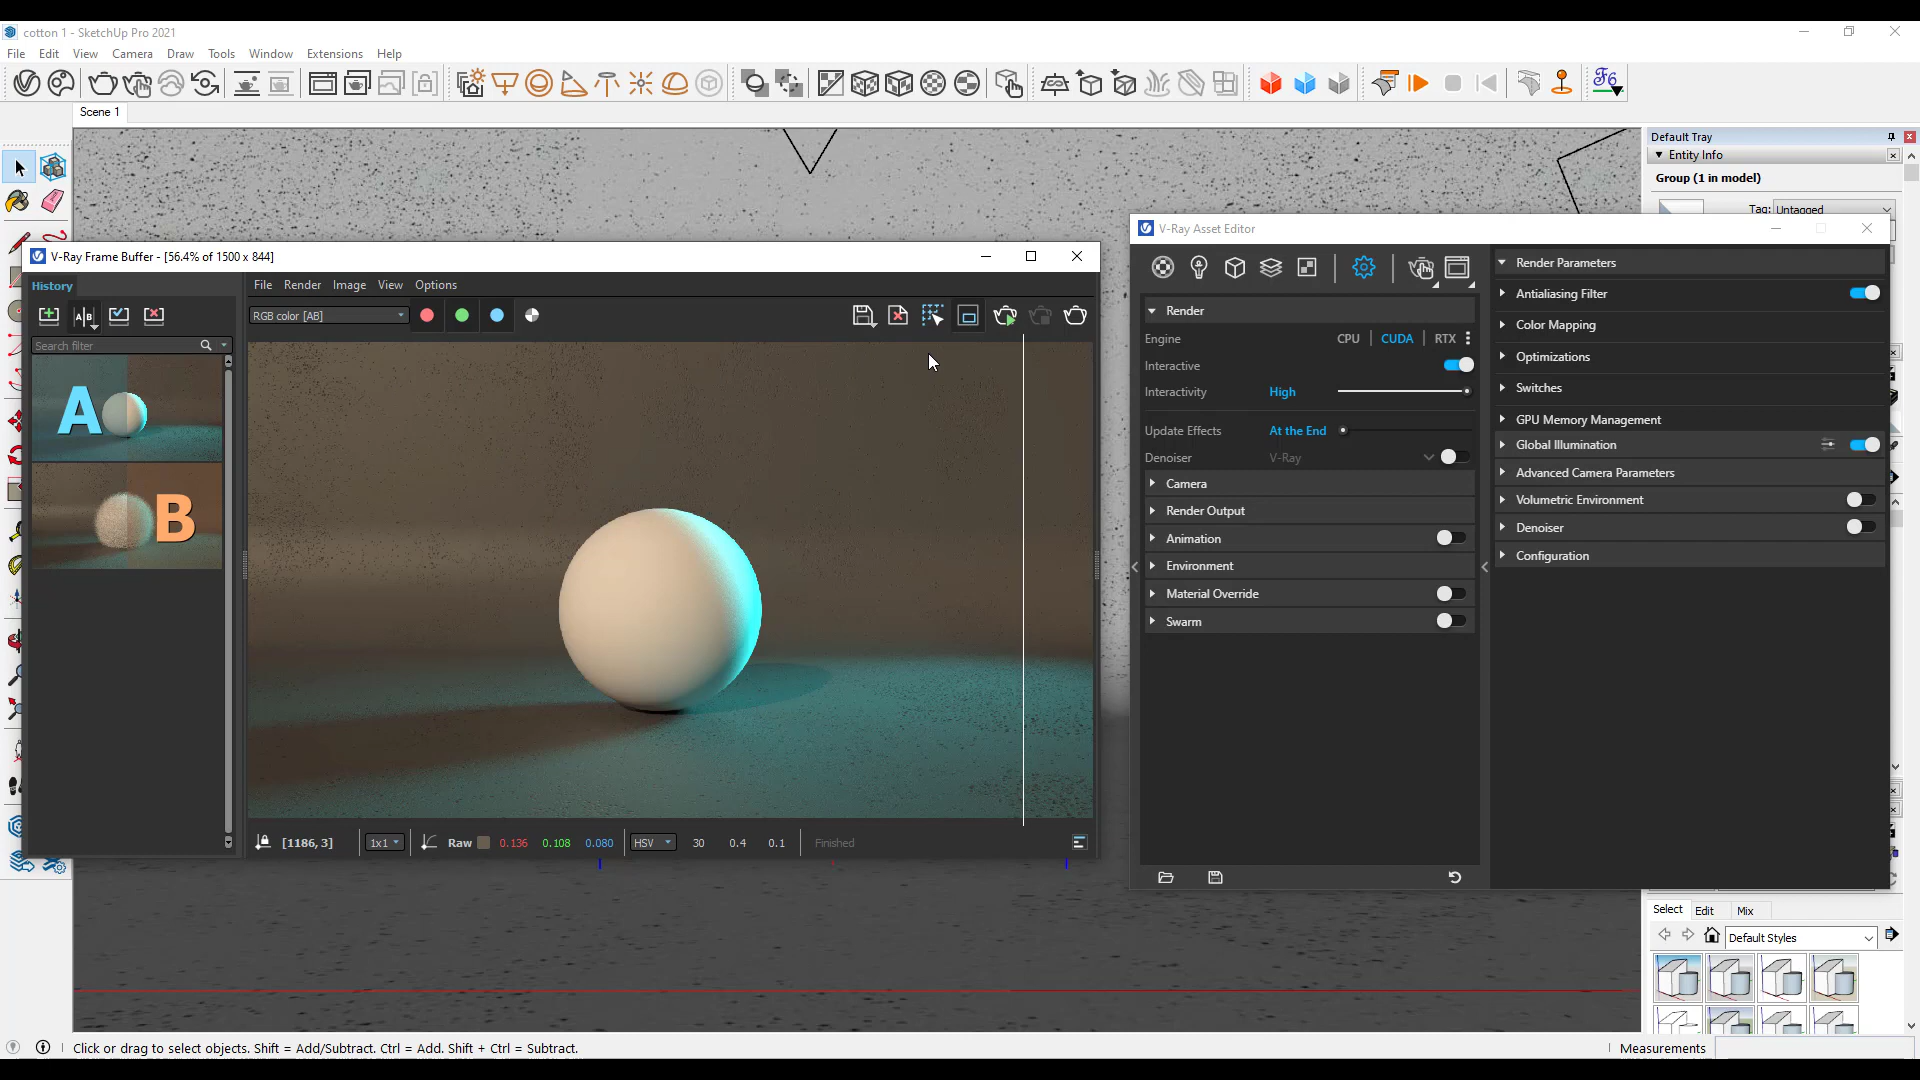 cotton 1 - SketchUp Pro 2021
File Edit View Camera Draw Tools Window Extensions Help
Scene 1
Default Tray
Entity Info
Group (1 in model)
Tag: Untagged
V-Ray Frame Buffer - [56.4% of 1500 x 844]
History
File Render Image View Options
A|B
RGB color [AB]
Search filter
A
B
[1186, 3] 1x1 Raw 0.136 0.108 0.080 HSV 30 0.4 0.1 Finished
V-Ray Asset Editor
Render
Engine CPU CUDA RTX
Interactive
Interactivity High
Update Effects At the End
Denoiser V-Ray
Camera
Render Output
Animation
Environment
Material Override
Swarm
Render Parameters
Antialiasing Filter
Color Mapping
Optimizations
Switches
GPU Memory Management
Global Illumination
Advanced Camera Parameters
Volumetric Environment
Denoiser
Configuration
Select Edit Mix
Default Styles
Click or drag to select objects. Shift = Add/Subtract. Ctrl = Add. Shift + Ctrl = Subtract.
Measurements